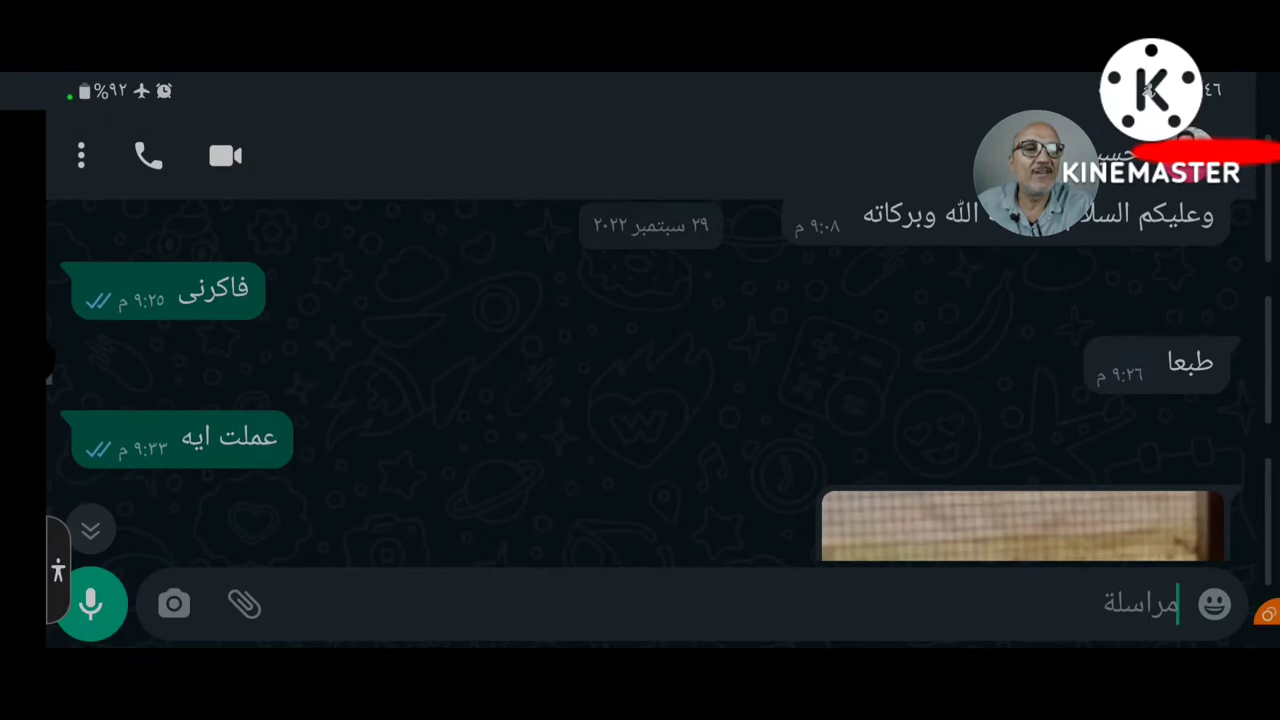 %٩٢
٤٦
KINEMASTER
وعليكم الله وبركاته ٩:٠٨ م
٢٩ سبتمبر ٢٠٢٢
فاكرنى ٩:٢٥ م
طبعا ٩:٢٦ م
عملت ايه ٩:٣٣ م
مراسلة